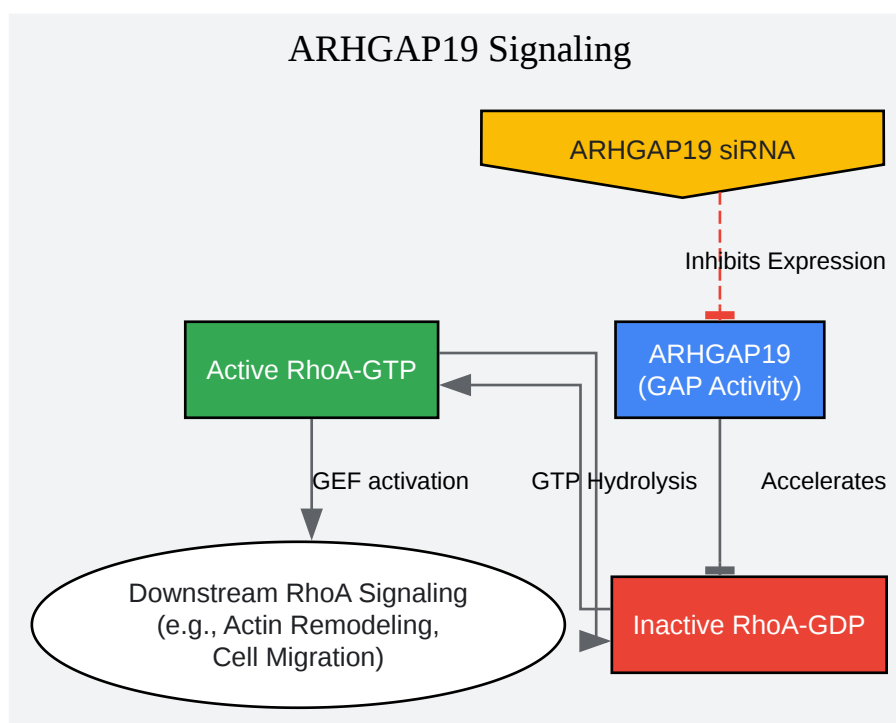 ARHGAP19 Signaling
ARHGAP19 siRNA
Inhibits Expression
Active RhoA-GTP
ARHGAP19
(GAP Activity)
GEF activation
GTP Hydrolysis
Accelerates
Downstream RhoA Signaling
(e.g., Actin Remodeling,
Cell Migration)
Inactive RhoA-GDP